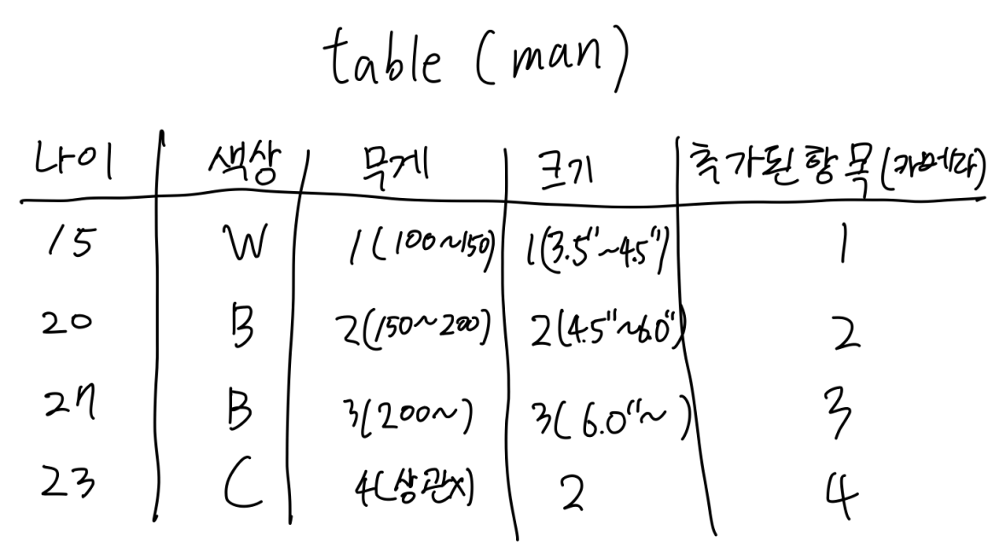 table (man)
나이 색상 무게 크기 추가된 항목 (카메라)
15 W 1(100~150) 1(3.5"~4.5") 1
20 B 2(150~200) 2(4.5"~6.0") 2
27 B 3(200~) 3(6.0"~) 3
23 C 4(상관x) 2 4